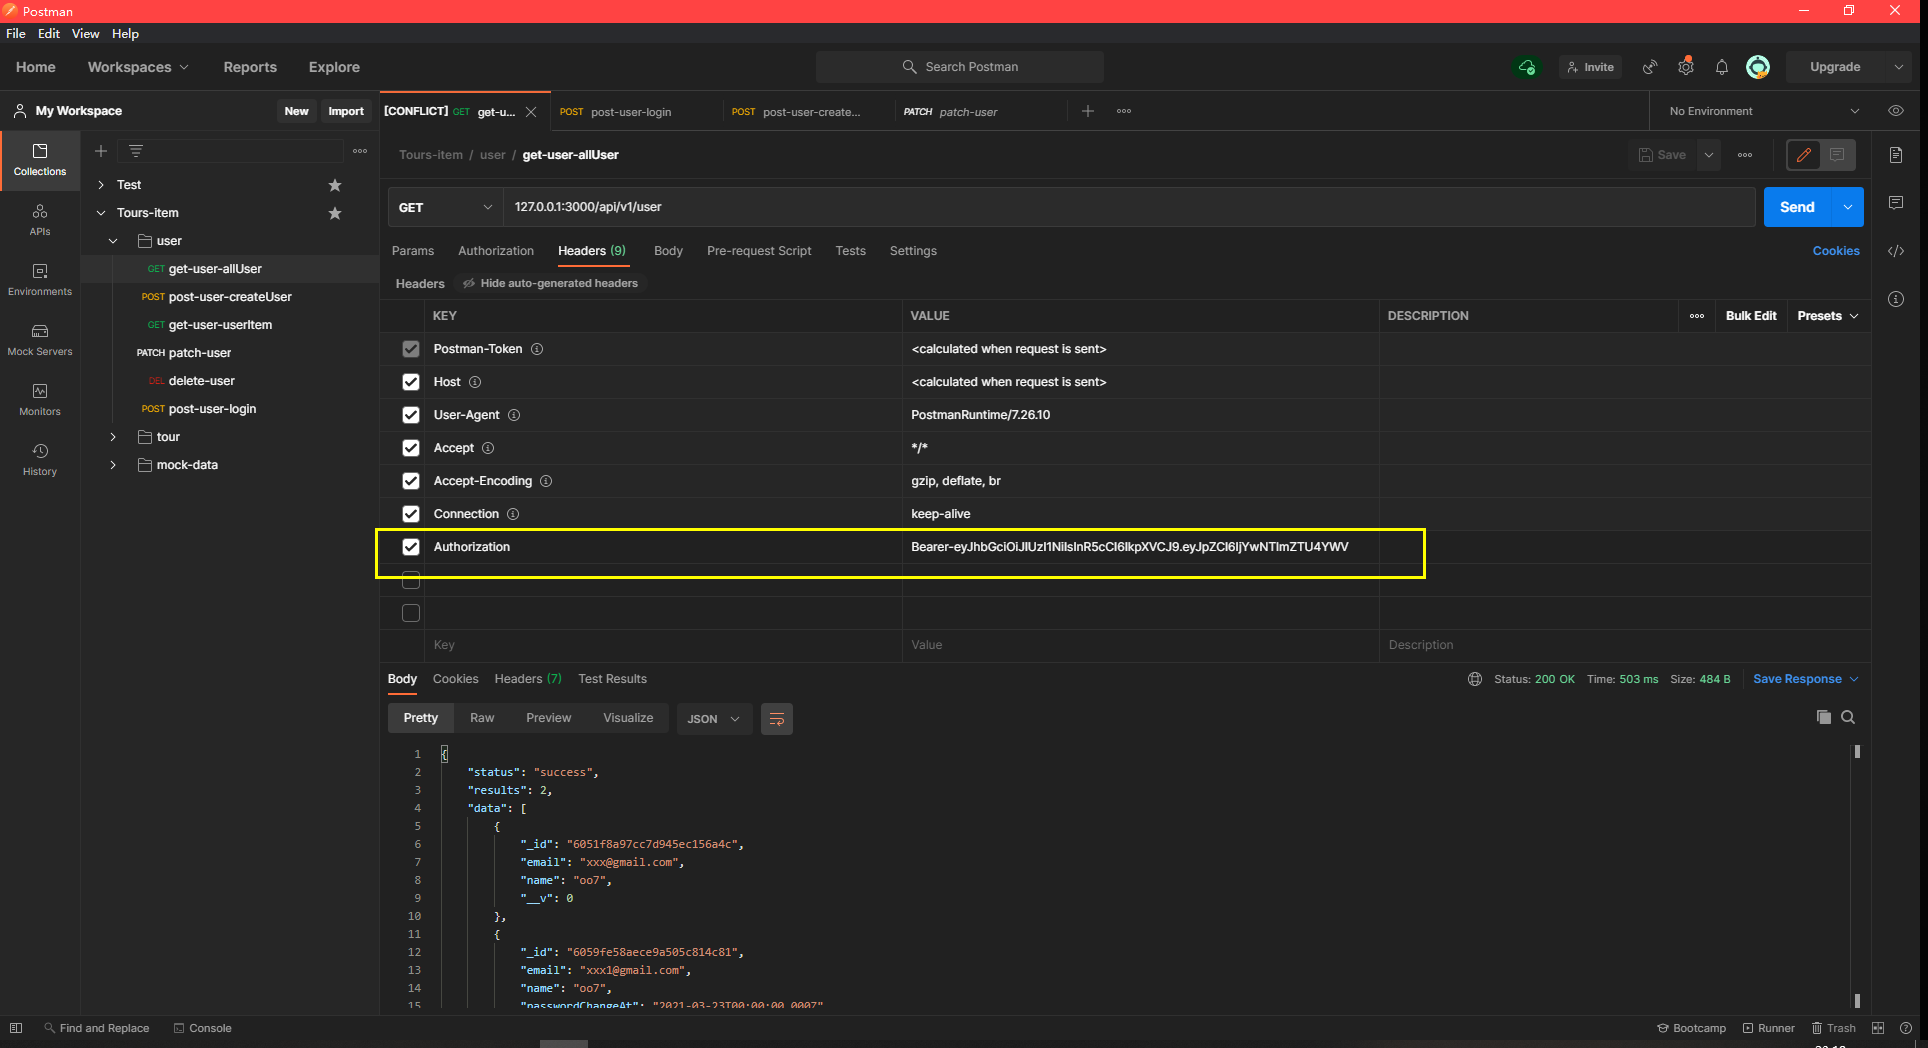 Postman
File Edit View Help
Home Workspaces Reports Explore Search Postman Invite Upgrade
My Workspace New Import
[CONFLICT] GET get-u... POST post-user-login POST post-user-create... PATCH patch-user ooo No Environment
Collections
APIs
Environments
Mock Servers
Monitors
History
Test
Tours-item
user
GET get-user-allUser
POST post-user-createUser
GET get-user-userItem
PATCH patch-user
DEL delete-user
POST post-user-login
tour
mock-data
Tours-item / user / get-user-allUser Save
GET 127.0.0.1:3000/api/v1/user Send
Params Authorization Headers (9) Body Pre-request Script Tests Settings Cookies
Headers Hide auto-generated headers
KEY VALUE DESCRIPTION Bulk Edit Presets
Postman-Token <calculated when request is sent>
Host <calculated when request is sent>
User-Agent PostmanRuntime/7.26.10
Accept */*
Accept-Encoding gzip, deflate, br
Connection keep-alive
Authorization
Key Value Description
Body Cookies Headers (7) Test Results Status: 200 OK Time: 503 ms Size: 484 B Save Response
Pretty Raw Preview Visualize JSON
1 {
2 "status": "success",
3 "results": 2,
4 "data": [
5 {
6 "_id": "6051f8a97cc7d945ec156a4c",
7 "email": "xxx@gmail.com",
8 "name": "oo7",
9 "__v": 0
10 },
11 {
12 "_id": "6059fe58aece9a505c814c81",
13 "email": "xxx1@gmail.com",
14 "name": "oo7",
15 "passwordChangeAt": "2021-03-23T00:00:00.000Z"
Find and Replace Console Bootcamp Runner Trash